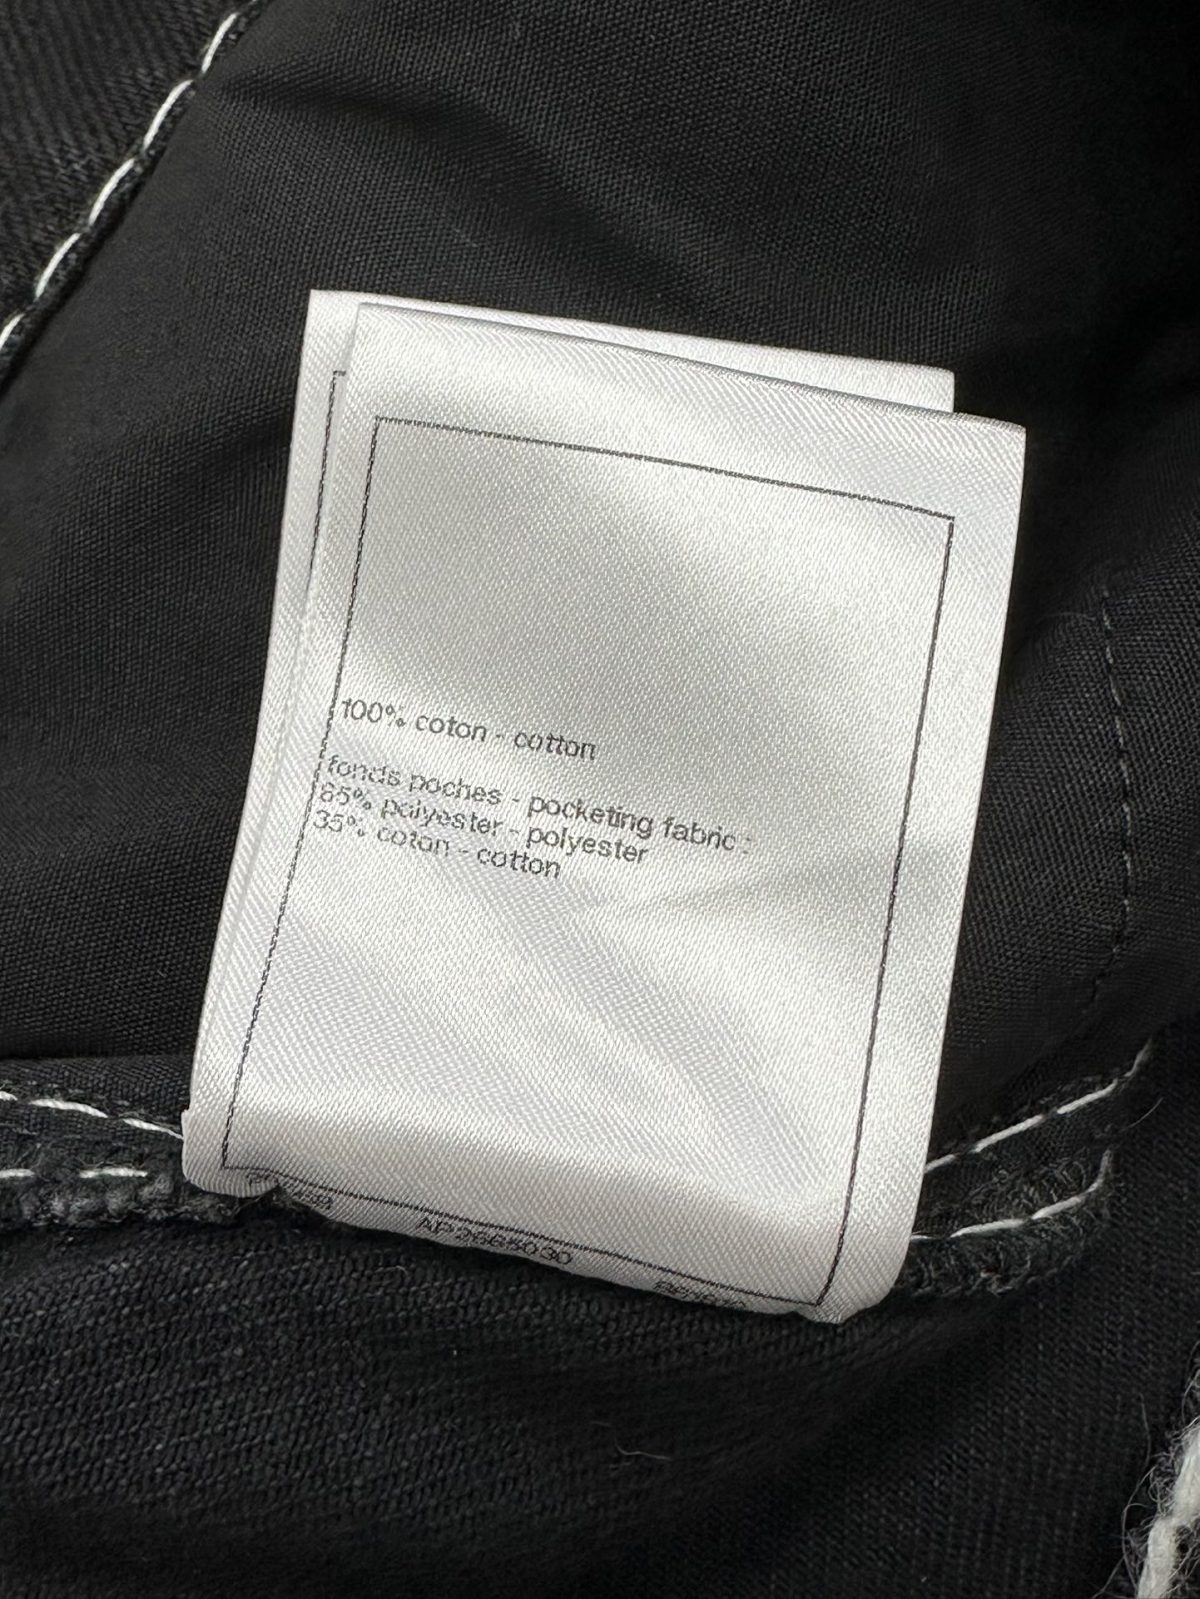 100% coton - cotton
fonds poches - pocketing fabric :
65% polyester - polyester
35% coton - cotton